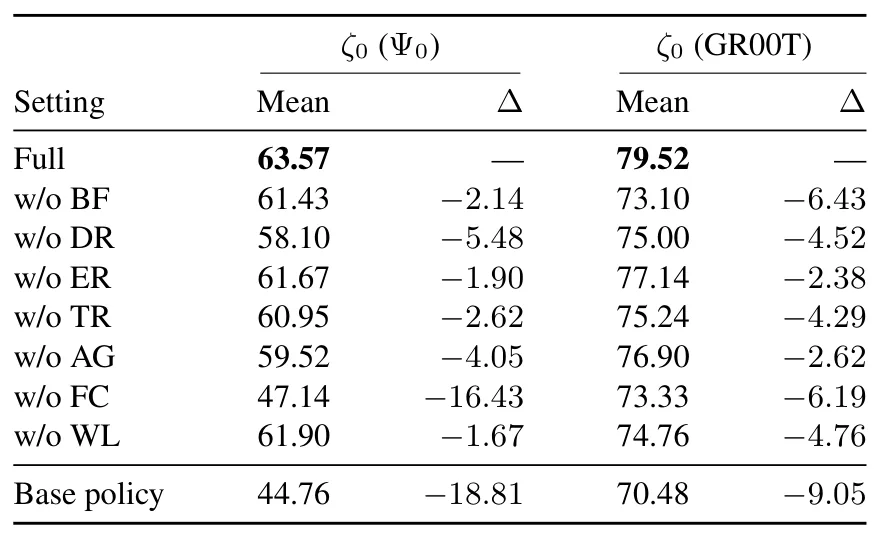 ζ₀ (Ψ₀) ζ₀ (GR00T)
Setting Mean Δ Mean Δ
Full 63.57 — 79.52 —
w/o BF 61.43 −2.14 73.10 −6.43
w/o DR 58.10 −5.48 75.00 −4.52
w/o ER 61.67 −1.90 77.14 −2.38
w/o TR 60.95 −2.62 75.24 −4.29
w/o AG 59.52 −4.05 76.90 −2.62
w/o FC 47.14 −16.43 73.33 −6.19
w/o WL 61.90 −1.67 74.76 −4.76
Base policy 44.76 −18.81 70.48 −9.05